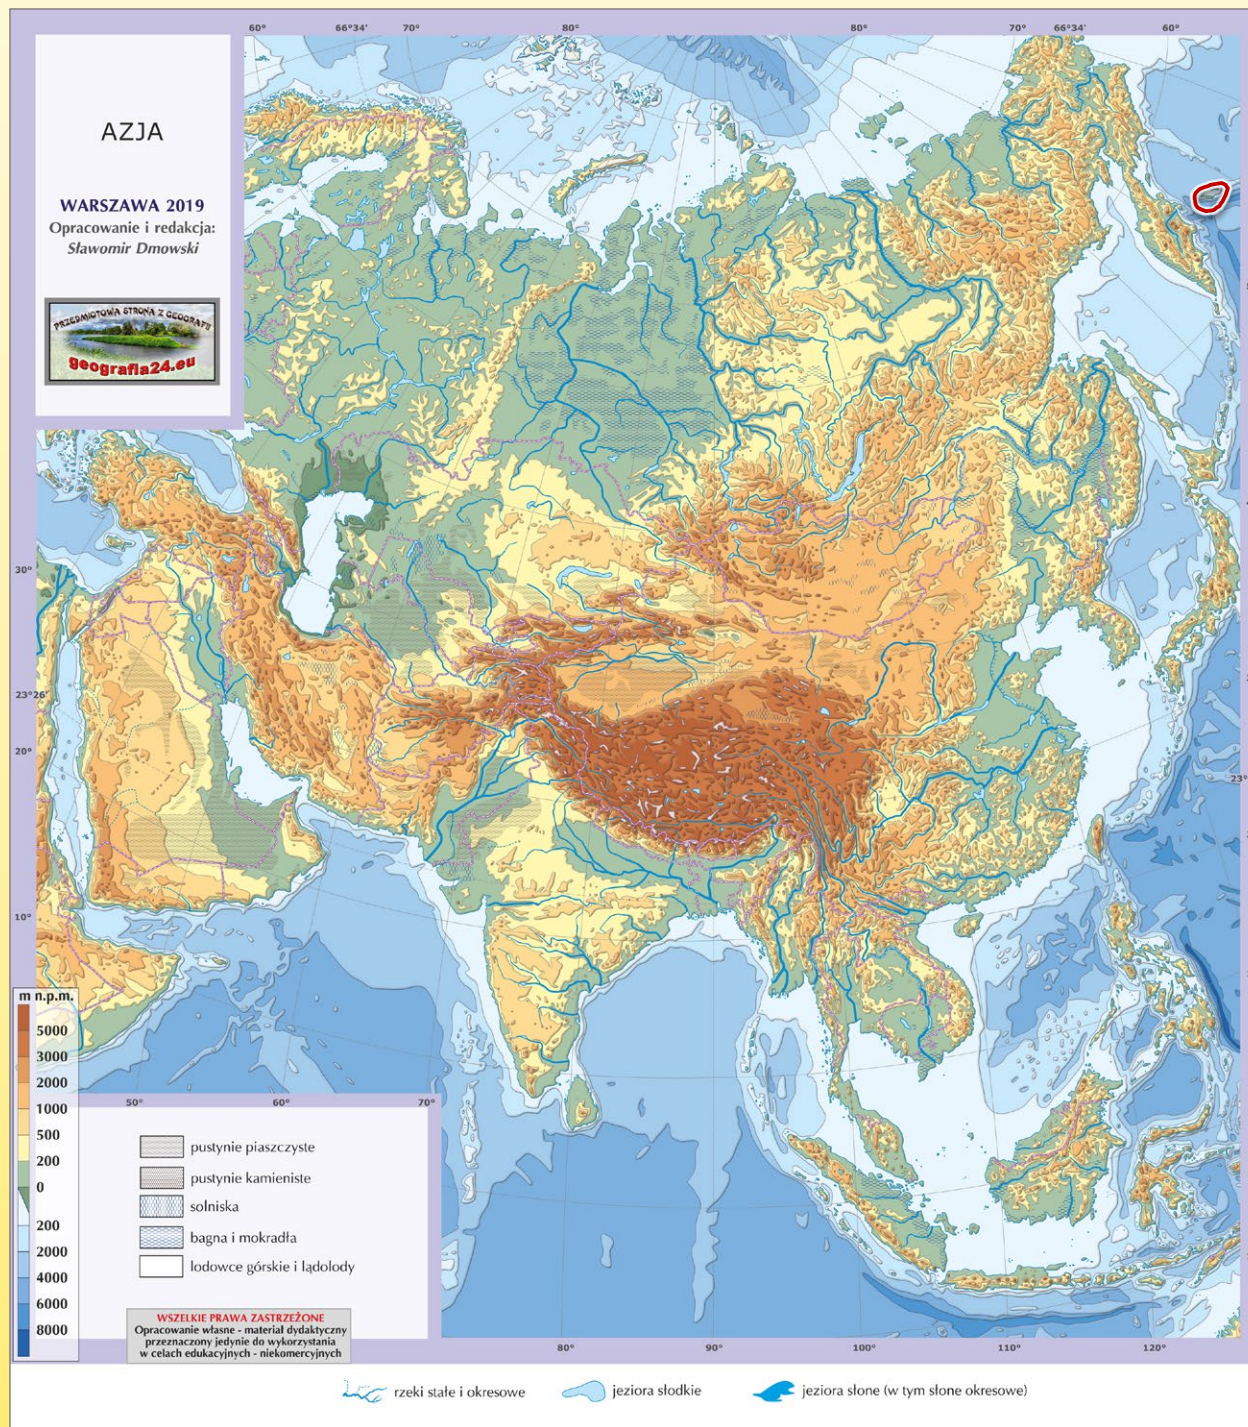 60°
66°34'
70°
80°
80°
70°
66°34'
60°
AZJA
WARSZAWA 2019
Opracowanie i redakcja:
Sławomir Dmowski
PRZEDMIOTOWA STRONA Z GEOGRAFII
geografia24.eu
30°
23°26'
20°
23°
10°
m n.p.m.
5000
3000
2000
1000
500
200
0
200
2000
4000
6000
8000
50°
60°
70°
pustynie piaszczyste
pustynie kamieniste
solniska
bagna i mokradła
lodowce górskie i lądolody
WSZELKIE PRAWA ZASTRZEŻONE
Opracowanie własne - materiał dydaktyczny
przeznaczony jedynie do wykorzystania
w celach edukacyjnych - niekomercyjnych
80°
90°
100°
110°
120°
rzeki stałe i okresowe
jeziora słodkie
jeziora słone (w tym słone okresowe)